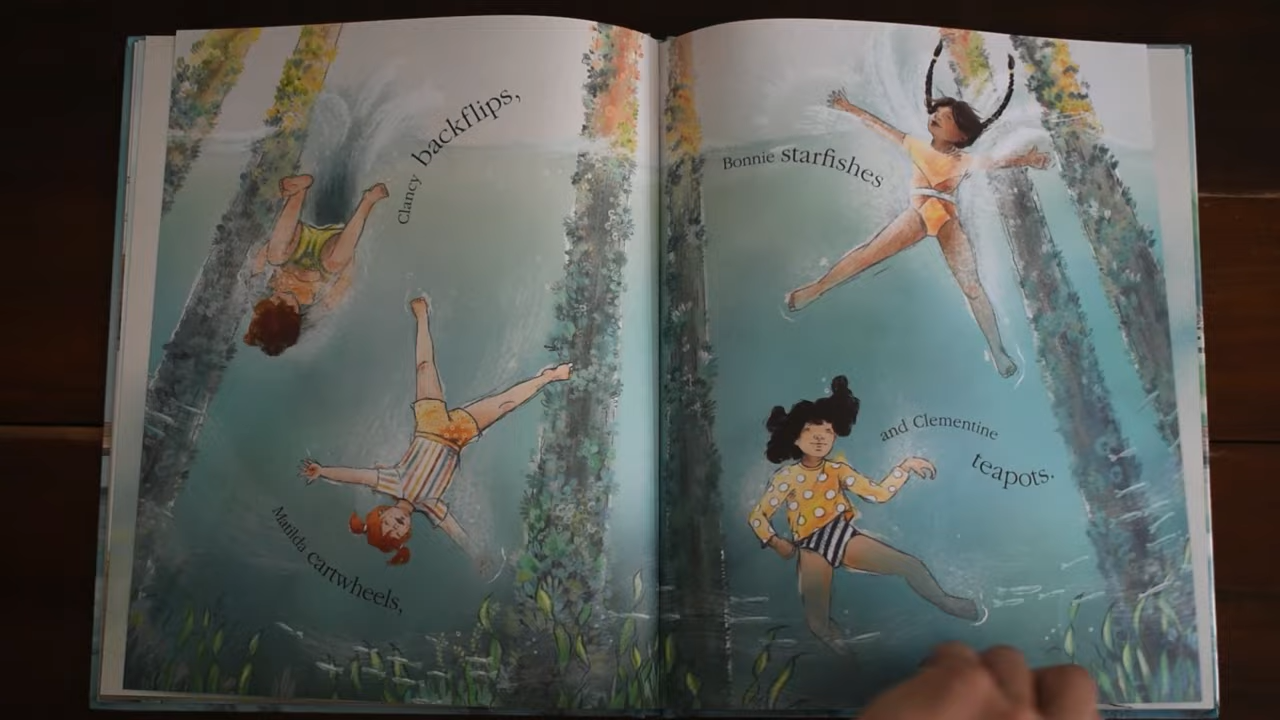 Clancy backflips,
Matilda cartwheels,
Bonnie starfishes
and Clementine
teapots.